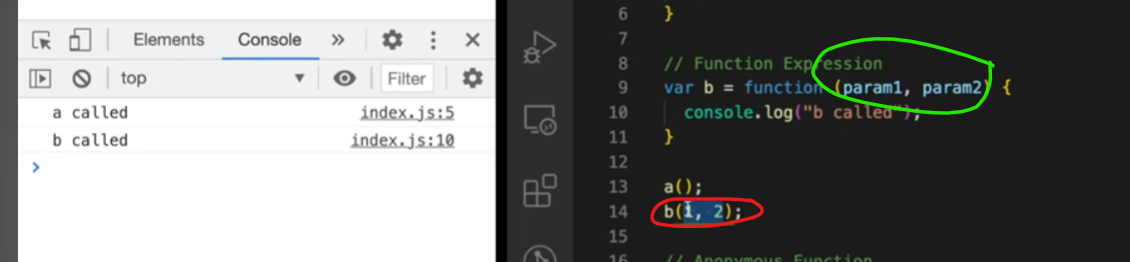 Elements Console »
top Filter
a called index.js:5
b called index.js:10
>
6 }
7
8 // Function Expression
9 var b = function (param1, param2) {
10 console.log("b called");
11 }
12
13 a();
14 b(1, 2);
15
16 // Anonymous Function